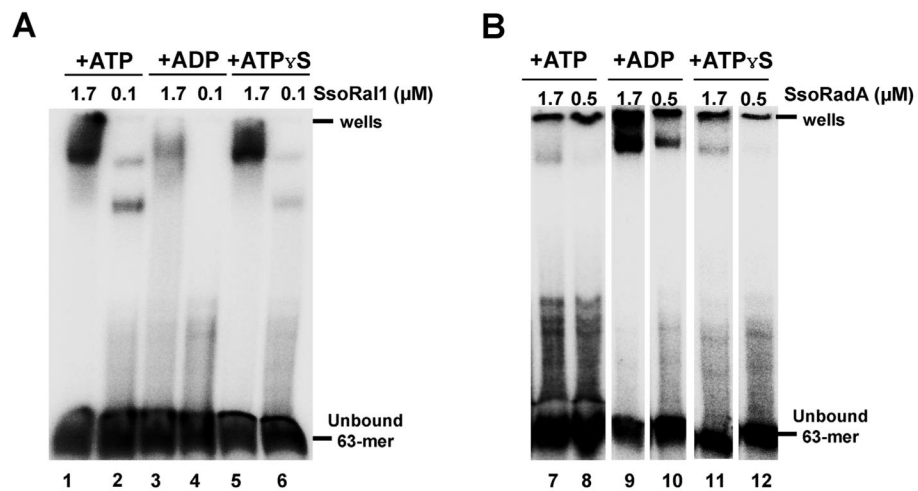 A
+ATP +ADP +ATPγS
1.7 0.1 1.7 0.1 1.7 0.1 SsoRal1 (μM)
wells
Unbound
63-mer
1 2 3 4 5 6
B
+ATP +ADP +ATPγS
1.7 0.5 1.7 0.5 1.7 0.5 SsoRadA (μM)
wells
Unbound
63-mer
7 8 9 10 11 12